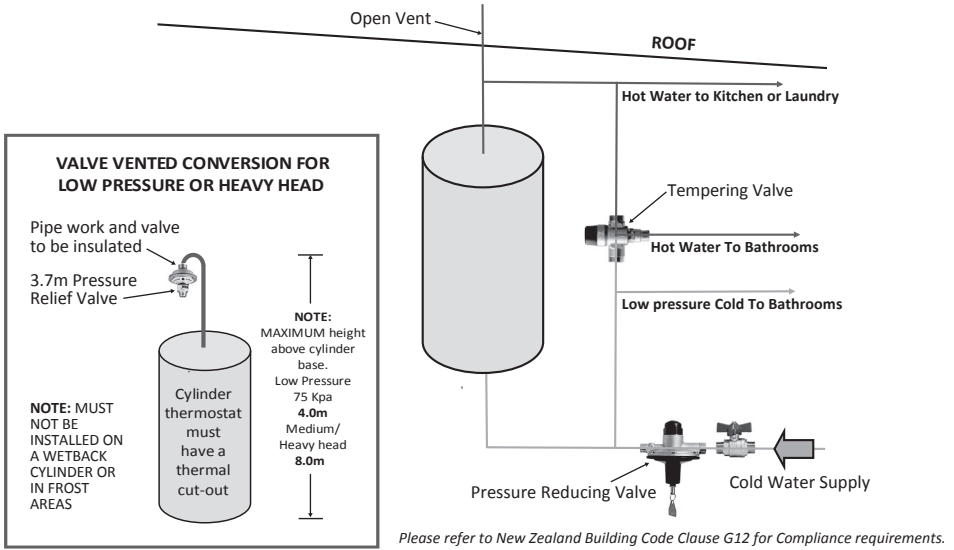 Open Vent
ROOF
Hot Water to Kitchen or Laundry
Tempering Valve
Hot Water To Bathrooms
Low pressure Cold To Bathrooms
Pressure Reducing Valve
Cold Water Supply
VALVE VENTED CONVERSION FOR
LOW PRESSURE OR HEAVY HEAD
Pipe work and valve
to be insulated
3.7m Pressure
Relief Valve
NOTE:
MAXIMUM height
above cylinder
base.
Low Pressure
75 Kpa
4.0m
Medium/
Heavy head
8.0m
Cylinder
thermostat
must
have a
thermal
cut-out
NOTE: MUST
NOT BE
INSTALLED ON
A WETBACK
CYLINDER OR
IN FROST
AREAS
Please refer to New Zealand Building Code Clause G12 for Compliance requirements.